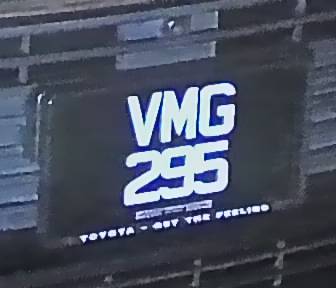 VMG
295
TOYOTA - GET THE FEELING